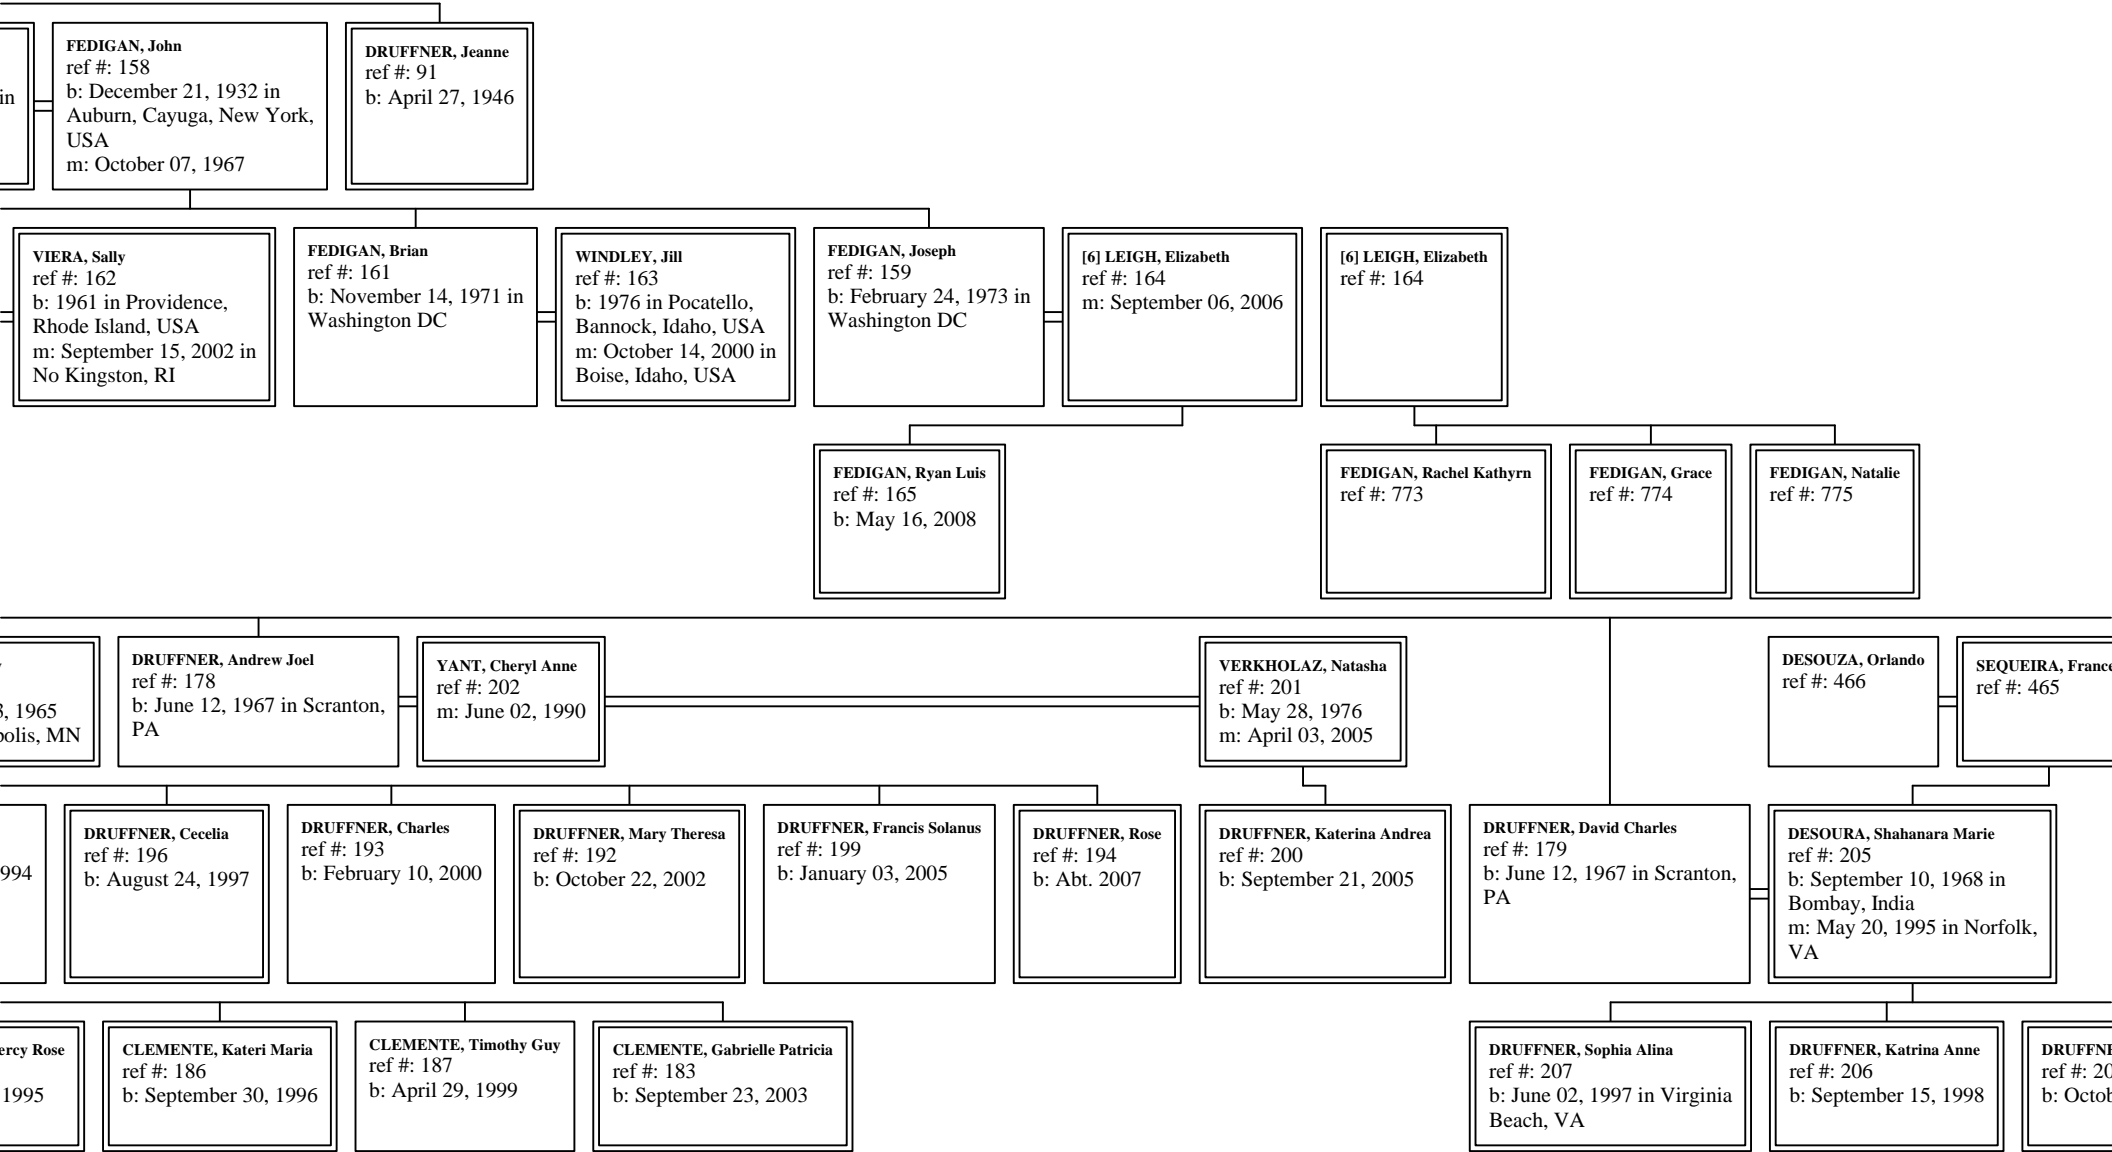 in
FEDIGAN, John
ref #: 158
b: December 21, 1932 in
Auburn, Cayuga, New York,
USA
m: October 07, 1967
DRUFFNER, Jeanne
ref #: 91
b: April 27, 1946
VIERA, Sally
ref #: 162
b: 1961 in Providence,
Rhode Island, USA
m: September 15, 2002 in
No Kingston, RI
FEDIGAN, Brian
ref #: 161
b: November 14, 1971 in
Washington DC
WINDLEY, Jill
ref #: 163
b: 1976 in Pocatello,
Bannock, Idaho, USA
m: October 14, 2000 in
Boise, Idaho, USA
FEDIGAN, Joseph
ref #: 159
b: February 24, 1973 in
Washington DC
[6] LEIGH, Elizabeth
ref #: 164
m: September 06, 2006
[6] LEIGH, Elizabeth
ref #: 164
FEDIGAN, Ryan Luis
ref #: 165
b: May 16, 2008
FEDIGAN, Rachel Kathyrn
ref #: 773
FEDIGAN, Grace
ref #: 774
FEDIGAN, Natalie
ref #: 775
, 1965
polis, MN
DRUFFNER, Andrew Joel
ref #: 178
b: June 12, 1967 in Scranton,
PA
YANT, Cheryl Anne
ref #: 202
m: June 02, 1990
VERKHOLAZ, Natasha
ref #: 201
b: May 28, 1976
m: April 03, 2005
DESOUZA, Orlando
ref #: 466
SEQUEIRA, France
ref #: 465
994
DRUFFNER, Cecelia
ref #: 196
b: August 24, 1997
DRUFFNER, Charles
ref #: 193
b: February 10, 2000
DRUFFNER, Mary Theresa
ref #: 192
b: October 22, 2002
DRUFFNER, Francis Solanus
ref #: 199
b: January 03, 2005
DRUFFNER, Rose
ref #: 194
b: Abt. 2007
DRUFFNER, Katerina Andrea
ref #: 200
b: September 21, 2005
DRUFFNER, David Charles
ref #: 179
b: June 12, 1967 in Scranton,
PA
DESOURA, Shahanara Marie
ref #: 205
b: September 10, 1968 in
Bombay, India
m: May 20, 1995 in Norfolk,
VA
ercy Rose
1995
CLEMENTE, Kateri Maria
ref #: 186
b: September 30, 1996
CLEMENTE, Timothy Guy
ref #: 187
b: April 29, 1999
CLEMENTE, Gabrielle Patricia
ref #: 183
b: September 23, 2003
DRUFFNER, Sophia Alina
ref #: 207
b: June 02, 1997 in Virginia
Beach, VA
DRUFFNER, Katrina Anne
ref #: 206
b: September 15, 1998
DRUFFNE
ref #: 20
b: Octob